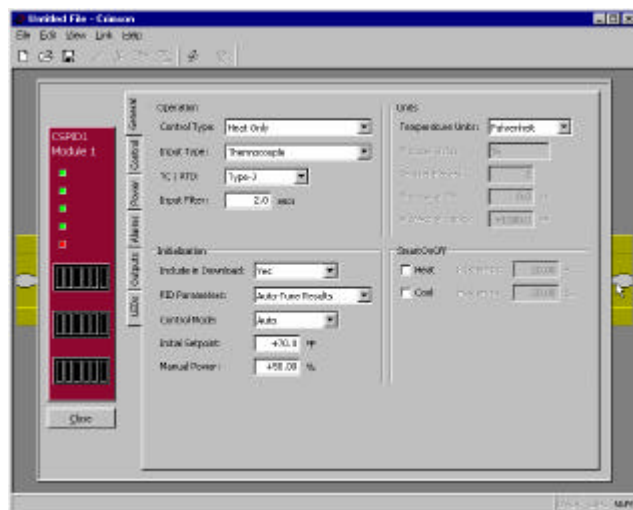 Untitled File - Crimson
File Edit View Link Help
CSPID1
Module 1
Close
General
Control
Power
Alarms
Outputs
LEDs
Operation
Control Type: Heat Only
Input Type: Thermocouple
TC / RTD: Type-J
Input Filter: 2.0 secs
Initialization
Include in Download: Yes
PID Parameters: Auto-Tune Results
Control Mode: Auto
Initial Setpoint: +70.0 °F
Manual Power: +50.00 %
Units
Temperature Units: Fahrenheit
SmartOnOff
Heat
Cool
NUM